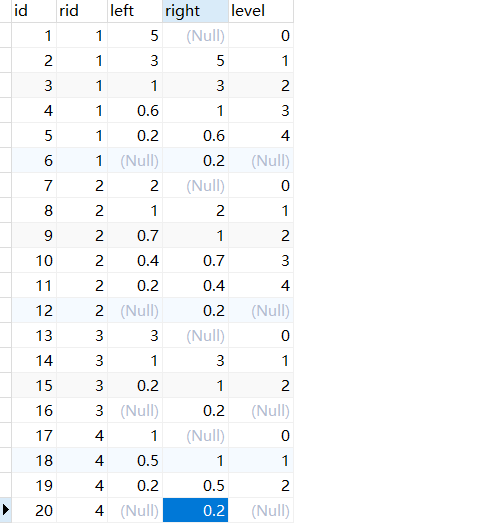 id rid left right level
1 1 5 (Null) 0
2 1 3 5 1
3 1 1 3 2
4 1 0.6 1 3
5 1 0.2 0.6 4
6 1 (Null) 0.2 (Null)
7 2 2 (Null) 0
8 2 1 2 1
9 2 0.7 1 2
10 2 0.4 0.7 3
11 2 0.2 0.4 4
12 2 (Null) 0.2 (Null)
13 3 3 (Null) 0
14 3 1 3 1
15 3 0.2 1 2
16 3 (Null) 0.2 (Null)
17 4 1 (Null) 0
18 4 0.5 1 1
19 4 0.2 0.5 2
20 4 (Null) 0.2 (Null)